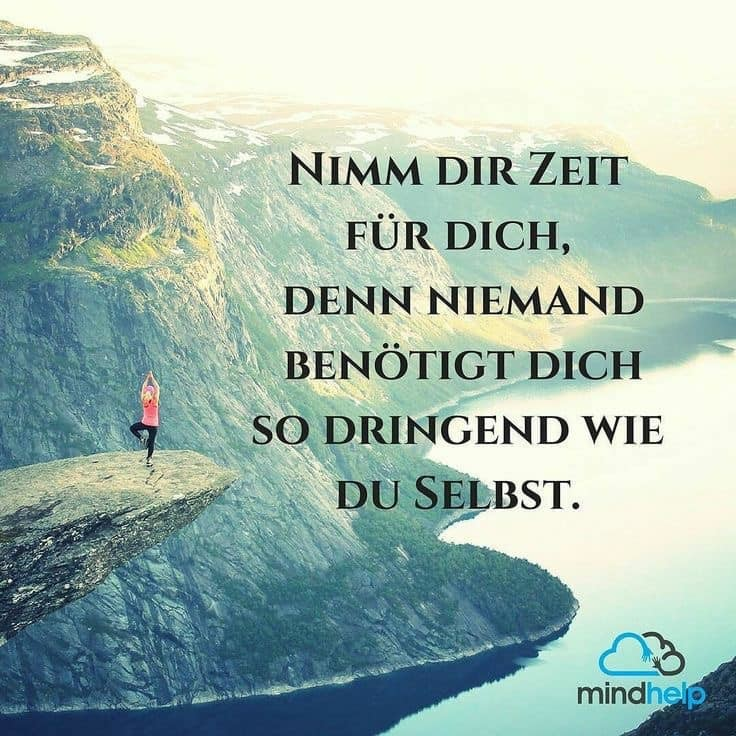 Nimm dir Zeit
für dich,
denn niemand
benötigt dich
so dringend wie
du Selbst.
mindhelp